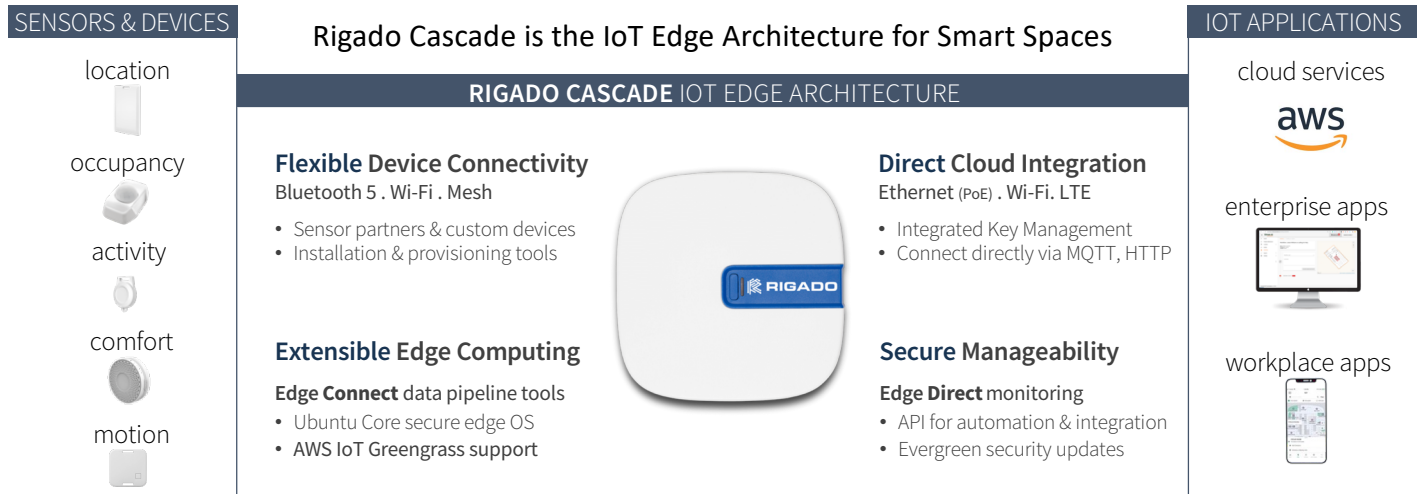 SENSORS & DEVICES
location
occupancy
activity
comfort
motion
Rigado Cascade is the IoT Edge Architecture for Smart Spaces
RIGADO CASCADE IOT EDGE ARCHITECTURE
Flexible Device Connectivity
Bluetooth 5 . Wi-Fi . Mesh
• Sensor partners & custom devices
• Installation & provisioning tools
Extensible Edge Computing
Edge Connect data pipeline tools
• Ubuntu Core secure edge OS
• AWS IoT Greengrass support
RIGADO
Direct Cloud Integration
Ethernet (PoE) . Wi-Fi. LTE
• Integrated Key Management
• Connect directly via MQTT, HTTP
Secure Manageability
Edge Direct monitoring
• API for automation & integration
• Evergreen security updates
IOT APPLICATIONS
cloud services
aws
enterprise apps
workplace apps